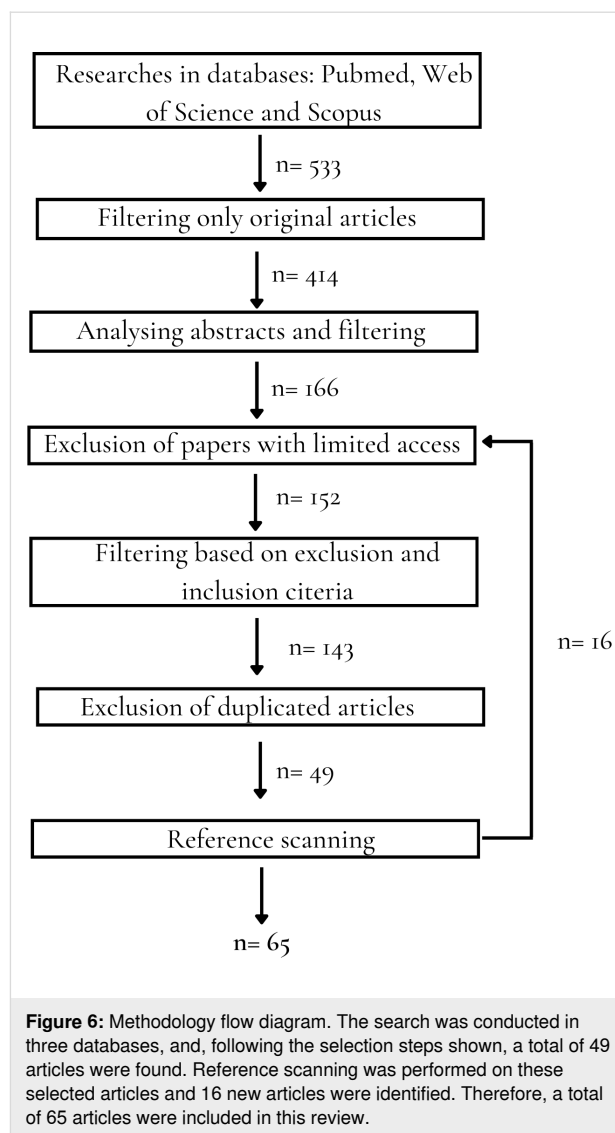 Researches in databases: Pubmed, Web
of Science and Scopus
n= 533
Filtering only original articles
n= 414
Analysing abstracts and filtering
n= 166
Exclusion of papers with limited access
n= 152
Filtering based on exclusion and
inclusion citeria
n= 143
n= 16
Exclusion of duplicated articles
n= 49
Reference scanning
n= 65
Figure 6: Methodology flow diagram. The search was conducted in
three databases, and, following the selection steps shown, a total of 49
articles were found. Reference scanning was performed on these
selected articles and 16 new articles were identified. Therefore, a total
of 65 articles were included in this review.